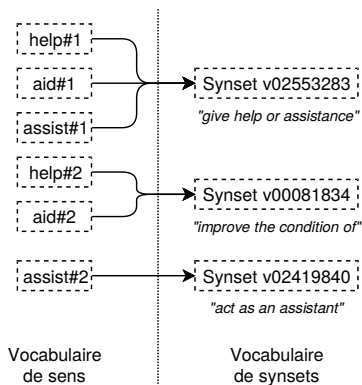 help#1
aid#1
assist#1
help#2
aid#2
assist#2
Synset v02553283
"give help or assistance"
Synset v00081834
"improve the condition of"
Synset v02419840
"act as an assistant"
Vocabulaire
de sens
Vocabulaire
de synsets